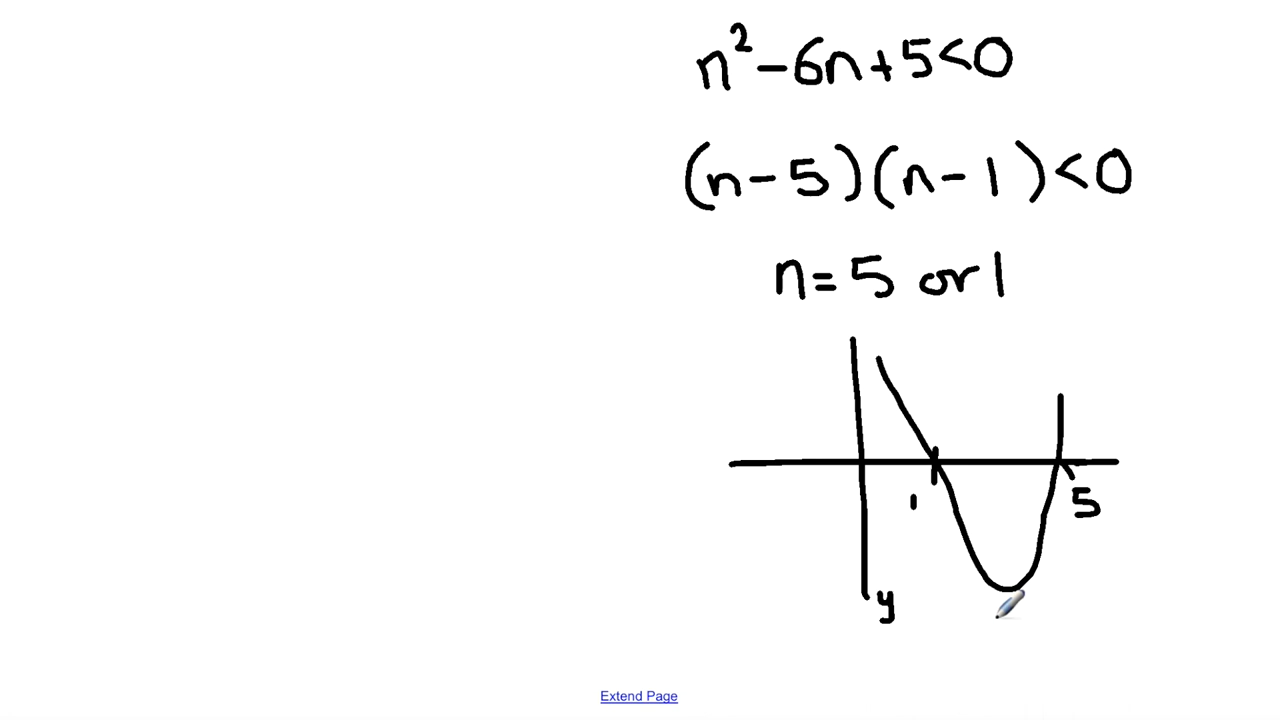 n²-6n+5<0
(n-5)(n-1)<0
n=5 or 1
1
5
y
Extend Page